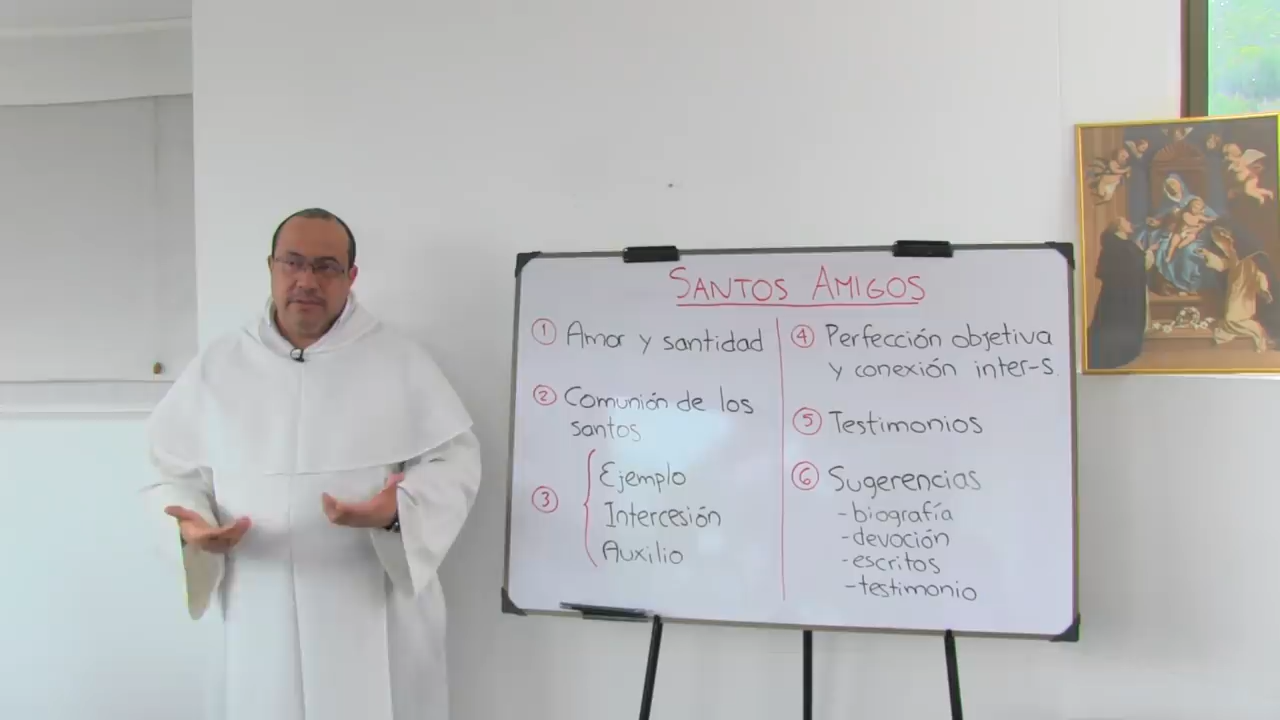 SANTOS AMIGOS
1 Amor y santidad
2 Comunión de los
santos
3 Ejemplo
Intercesión
Auxilio
4 Perfección objetiva
y conexión inter-s.
5 Testimonios
6 Sugerencias
- biografía
- devoción
- escritos
- testimonio